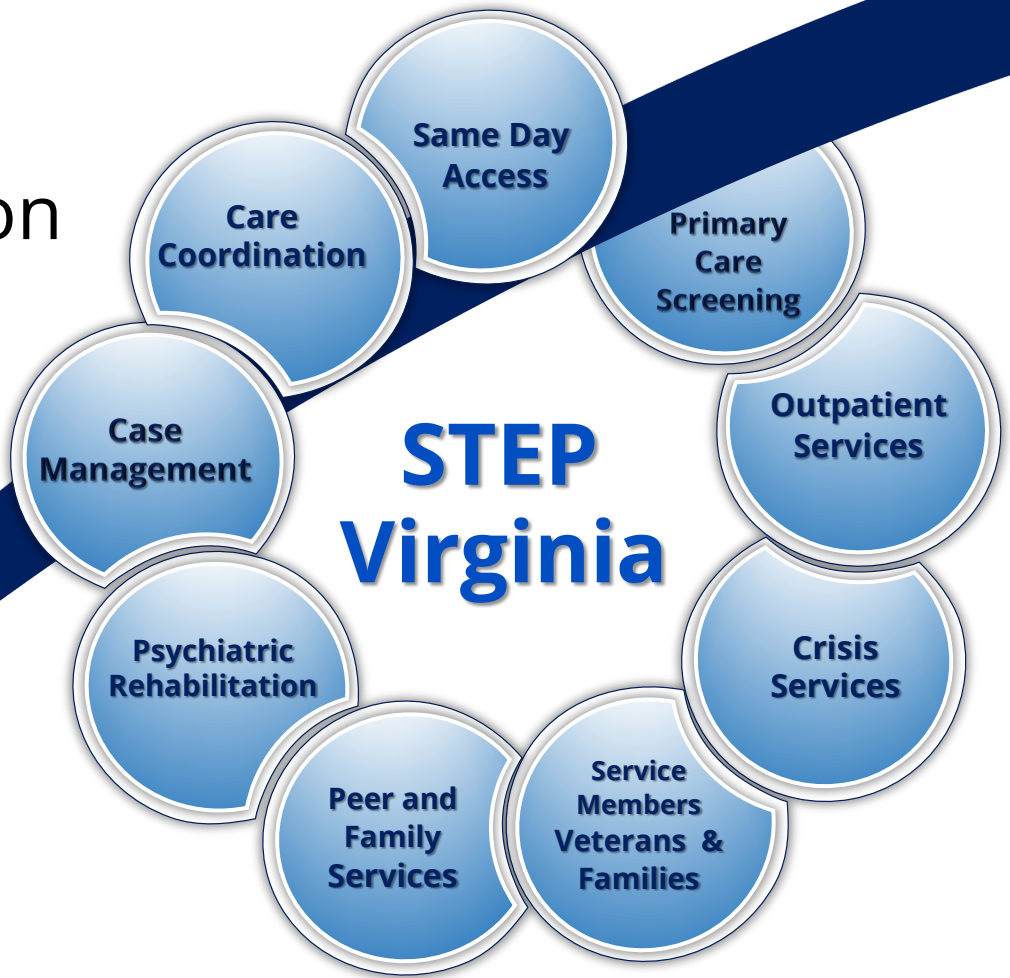 on
Same Day
Access
Primary
Care
Screening
Outpatient
Services
Crisis
Services
Service
Members
Veterans &
Families
Peer and
Family
Services
Psychiatric
Rehabilitation
Case
Management
Care
Coordination
STEP
Virginia